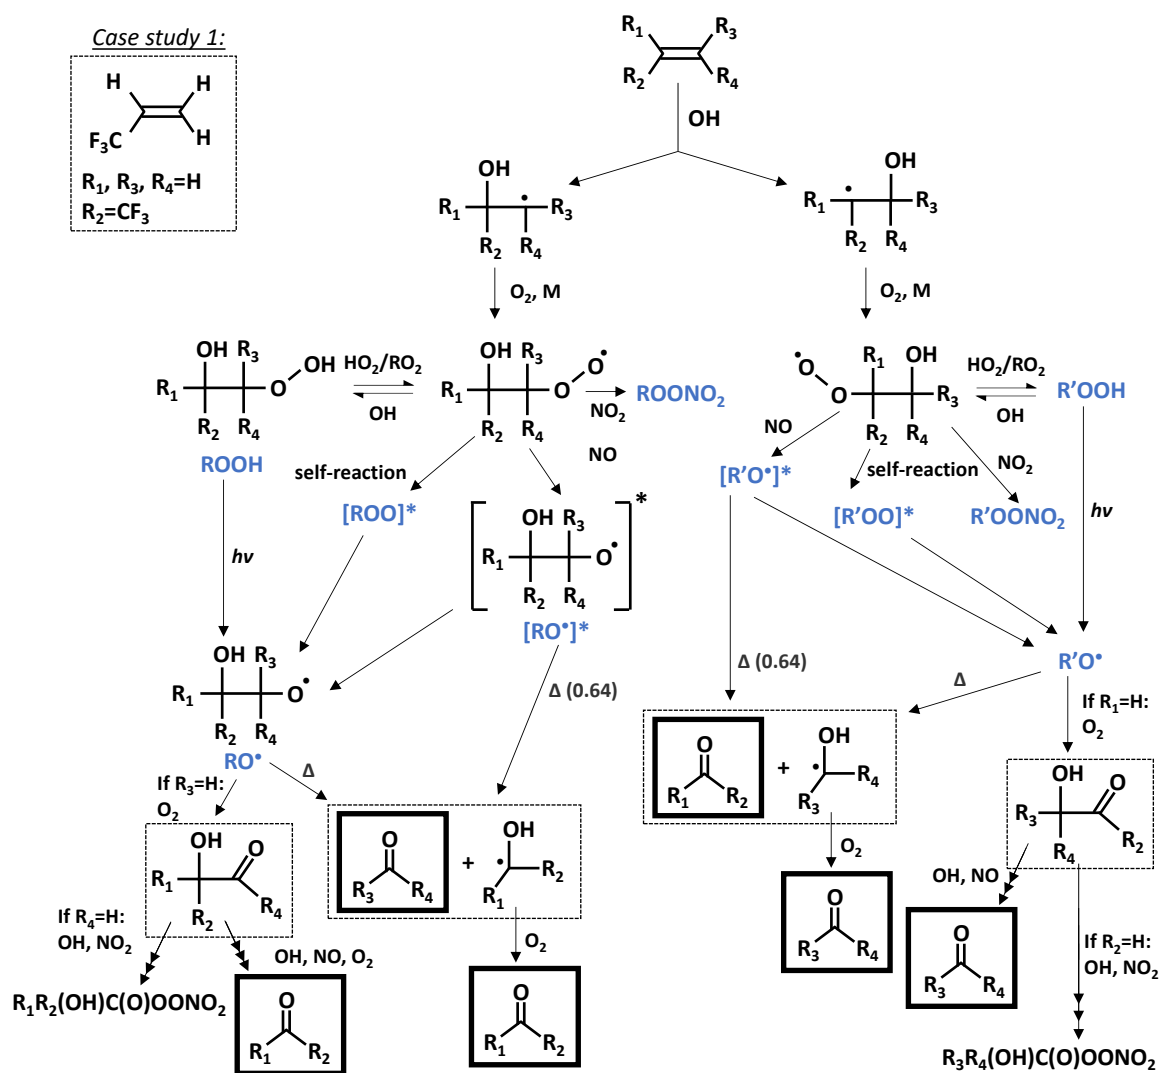 Case study 1:
H
H
F₃C
H
R₁, R₃, R₄=H
R₂=CF₃
R₁
R₃
R₂
R₄
OH
OH
R₁
R₃
R₂
R₄
OH
R₁
R₃
R₂
R₄
O₂, M
O₂, M
OH
R₃
OH
R₁
O
R₂
R₄
ROOH
HO₂/RO₂
OH
OH
R₃
O
R₁
O
R₂
R₄
NO₂
ROONO₂
O
O
R₁
OH
R₃
R₂
R₄
HO₂/RO₂
OH
R'OOH
self-reaction
[ROO]*
NO
NO
[R'O•]*
self-reaction
[R'OO]*
NO₂
R'OONO₂
hv
hv
OH
R₃
R₁
O
R₂
R₄
*
[RO•]*
OH
R₃
R₁
O
R₂
R₄
RO•
Δ (0.64)
Δ (0.64)
R'O•
Δ
Δ
If R₃=H:
O₂
If R₁=H:
O₂
O
R₁
R₂
+
OH
R₄
R₃
O₂
O
R₃
R₄
OH
O
R₃
R₄
R₂
OH
O
R₁
R₂
R₄
O
R₃
R₄
+
OH
R₂
R₁
O₂
O
R₁
R₂
If R₄=H:
OH, NO₂
OH, NO, O₂
R₁R₂(OH)C(O)OONO₂
O
R₁
R₂
OH, NO
O
R₃
R₄
If R₂=H:
OH, NO₂
R₃R₄(OH)C(O)OONO₂